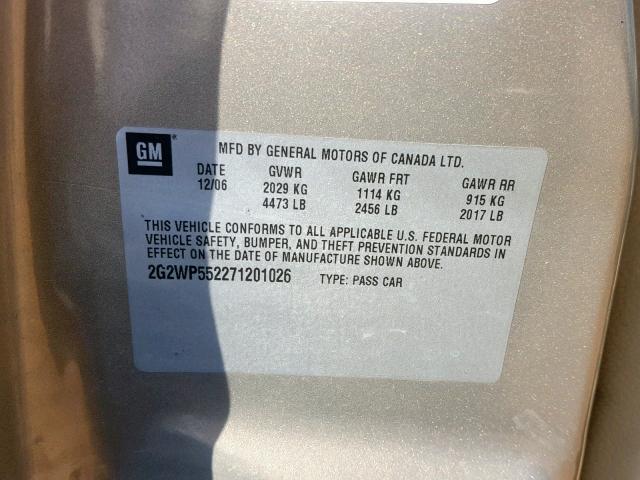 GM
MFD BY GENERAL MOTORS OF CANADA LTD.
DATE GVWR GAWR FRT GAWR RR
12/06 2029 KG 1114 KG 915 KG
4473 LB 2456 LB 2017 LB
THIS VEHICLE CONFORMS TO ALL APPLICABLE U.S. FEDERAL MOTOR
VEHICLE SAFETY, BUMPER, AND THEFT PREVENTION STANDARDS IN
EFFECT ON THE DATE OF MANUFACTURE SHOWN ABOVE.
2G2WP552271201026 TYPE: PASS CAR